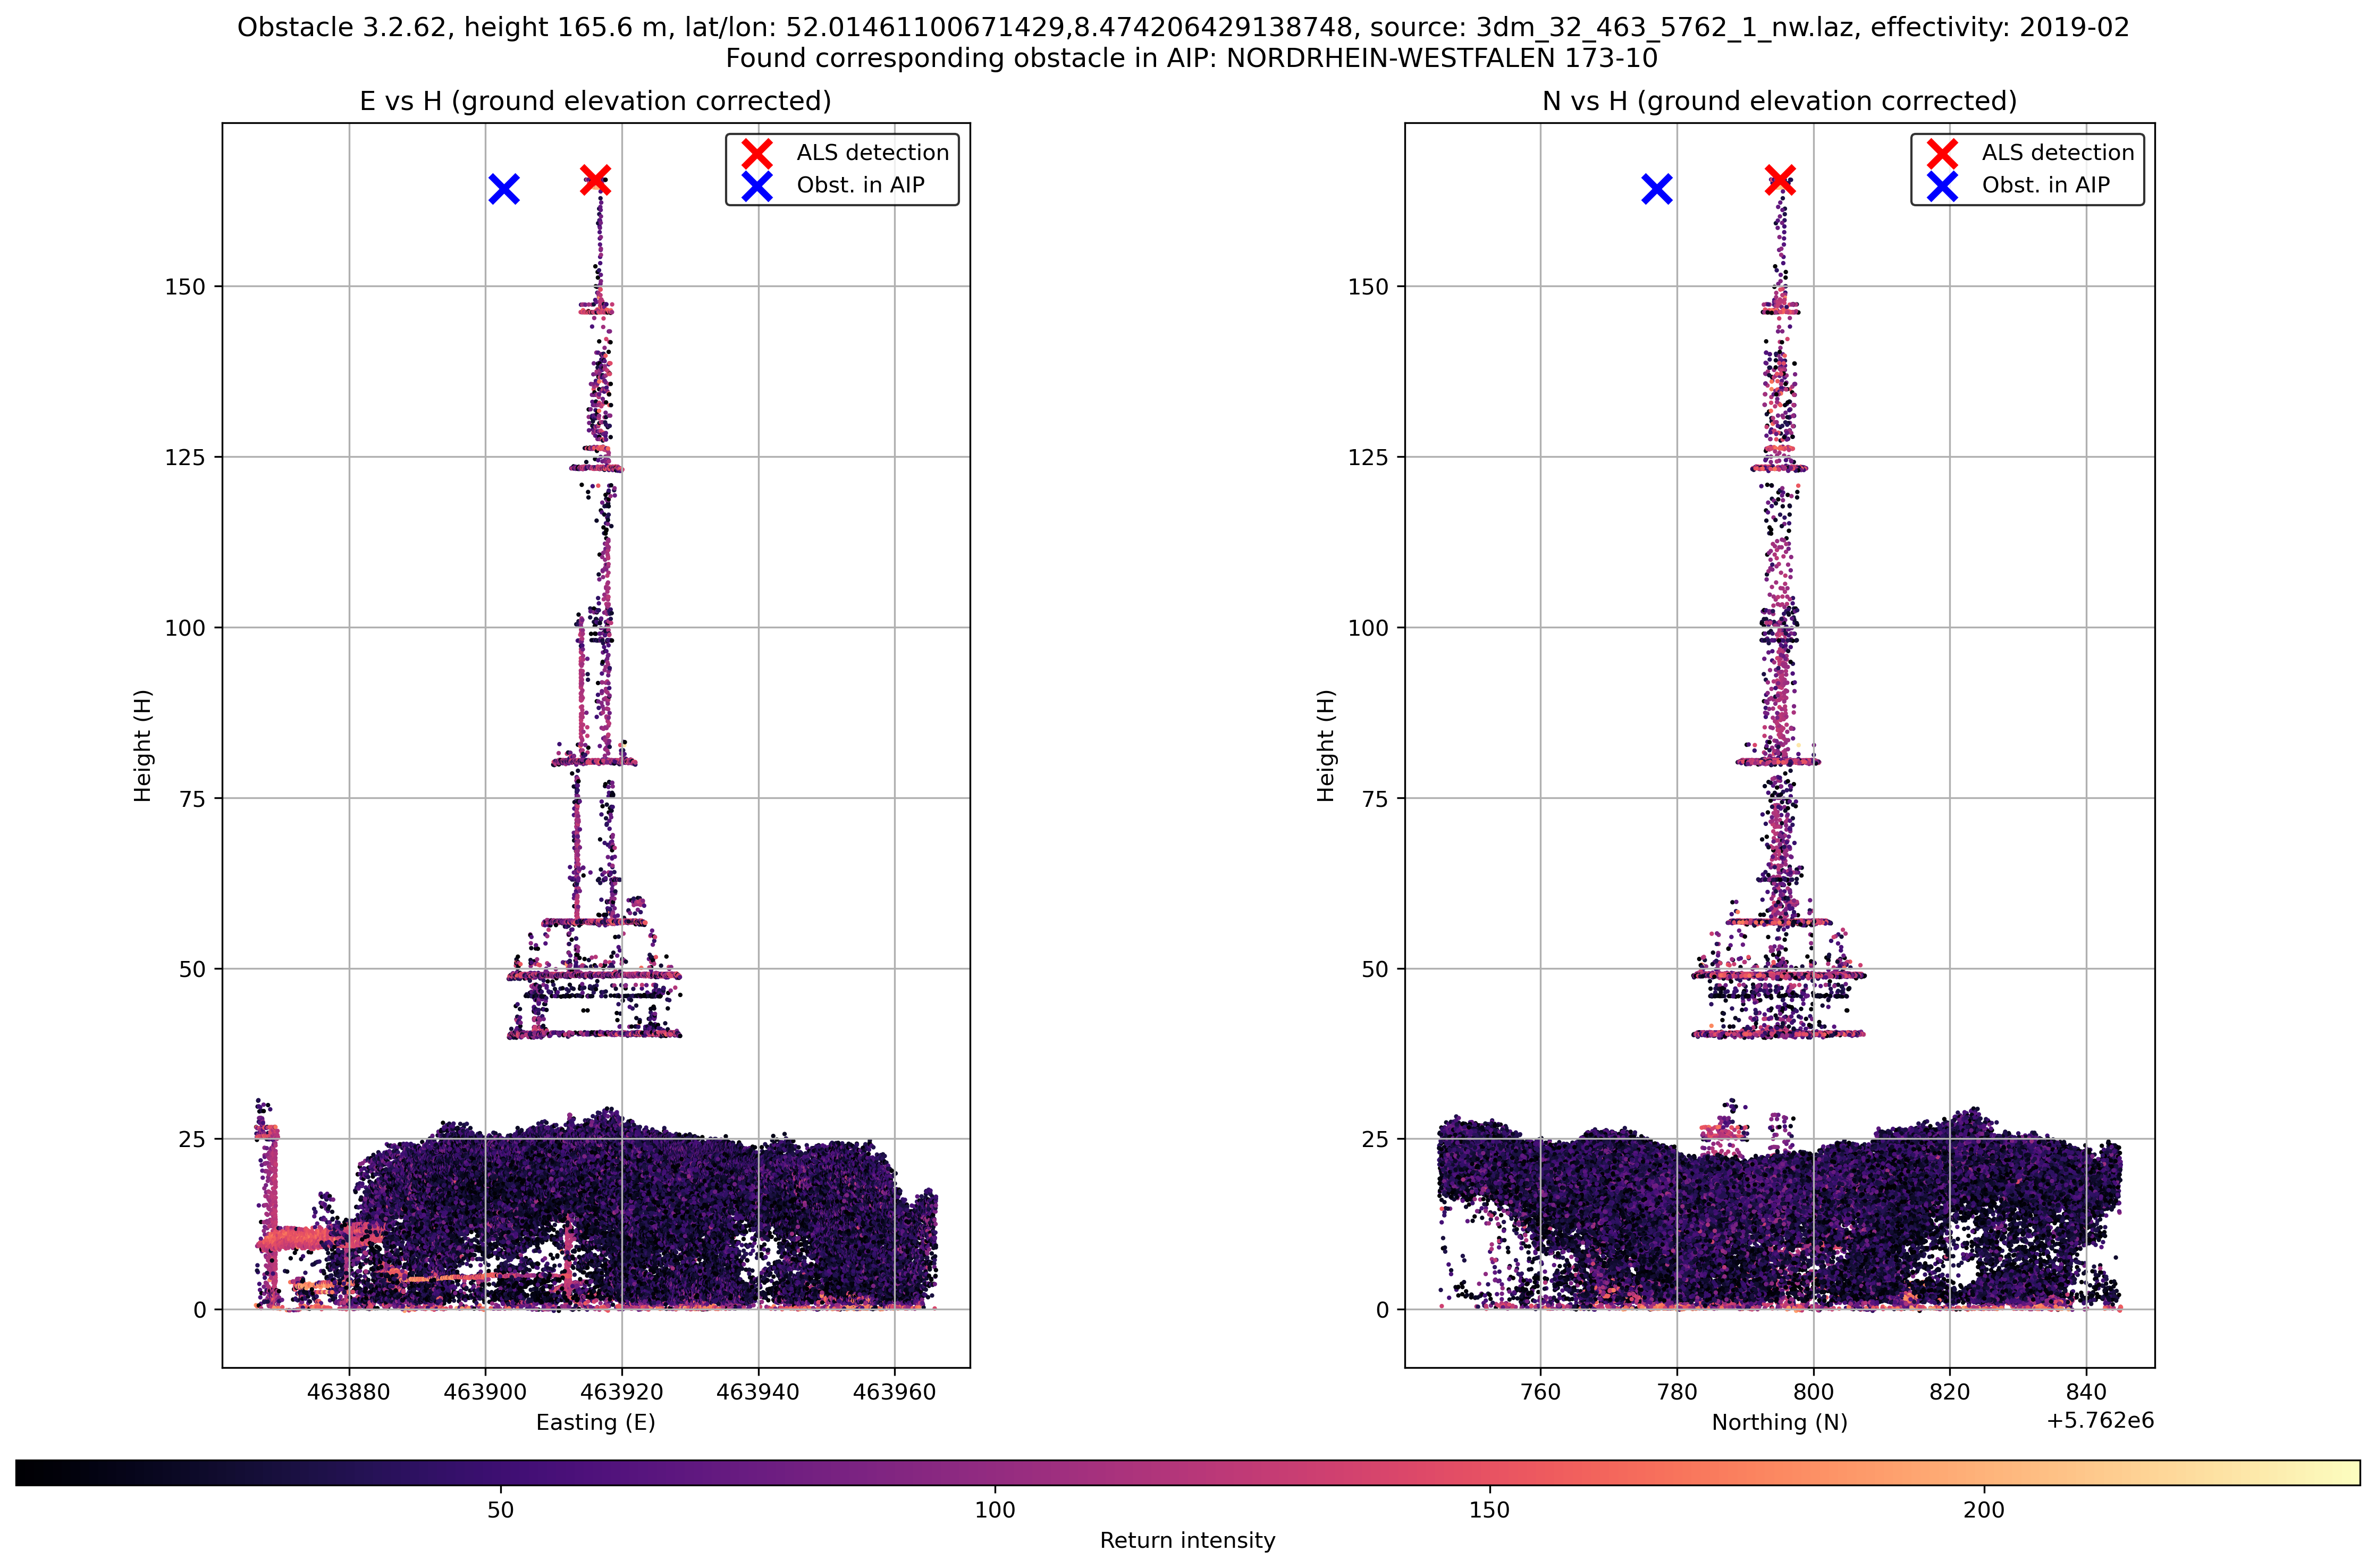 Obstacle 3.2.62, height 165.6 m, lat/lon: 52.01461100671429,8.474206429138748, source: 3dm_32_463_5762_1_nw.laz, effectivity: 2019-02
Found corresponding obstacle in AIP: NORDRHEIN-WESTFALEN 173-10
E vs H (ground elevation corrected)
ALS detection
Obst. in AIP
150
125
100
75
50
25
0
Height (H)
463880 463900 463920 463940 463960
Easting (E)
N vs H (ground elevation corrected)
ALS detection
Obst. in AIP
150
125
100
75
50
25
0
Height (H)
760 780 800 820 840
Northing (N)
+5.762e6
50 100 150 200
Return intensity